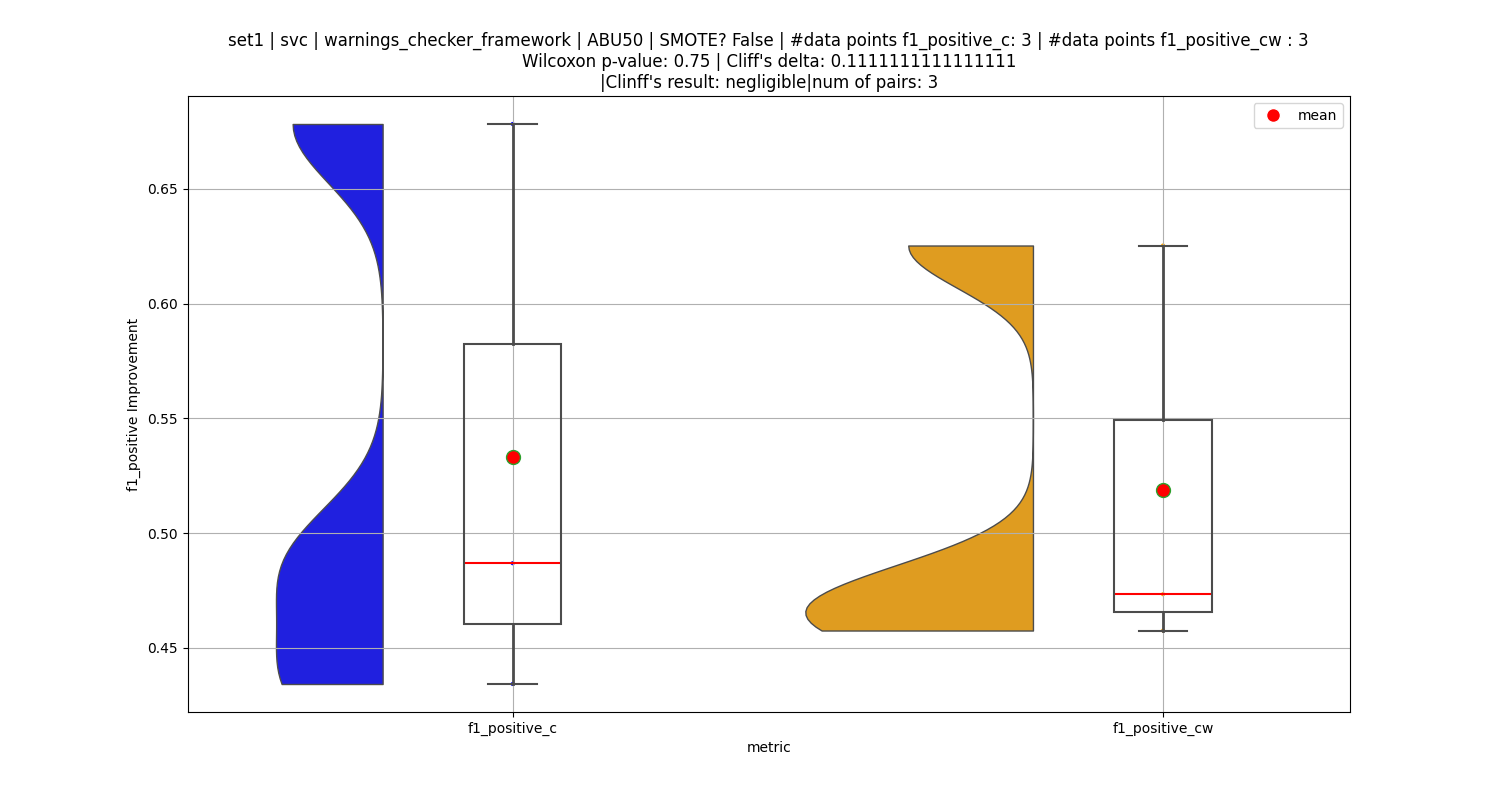 set1 | svc | warnings_checker_framework | ABU50 | SMOTE? False | #data points f1_positive_c: 3 | #data points f1_positive_cw : 3
Wilcoxon p-value: 0.75 | Cliff's delta: 0.1111111111111111
|Clinff's result: negligible|num of pairs: 3
mean
0.65
0.60
0.55
0.50
0.45
f1_positive Improvement
f1_positive_c
f1_positive_cw
metric